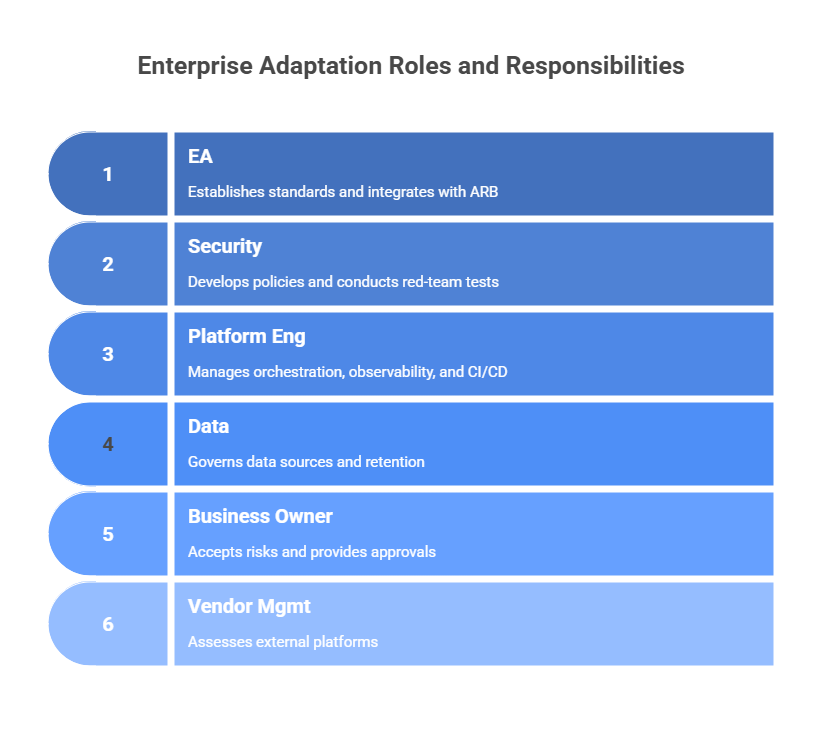 Enterprise Adaptation Roles and Responsibilities
1
EA
Establishes standards and integrates with ARB
2
Security
Develops policies and conducts red-team tests
3
Platform Eng
Manages orchestration, observability, and CI/CD
4
Data
Governs data sources and retention
5
Business Owner
Accepts risks and provides approvals
6
Vendor Mgmt
Assesses external platforms